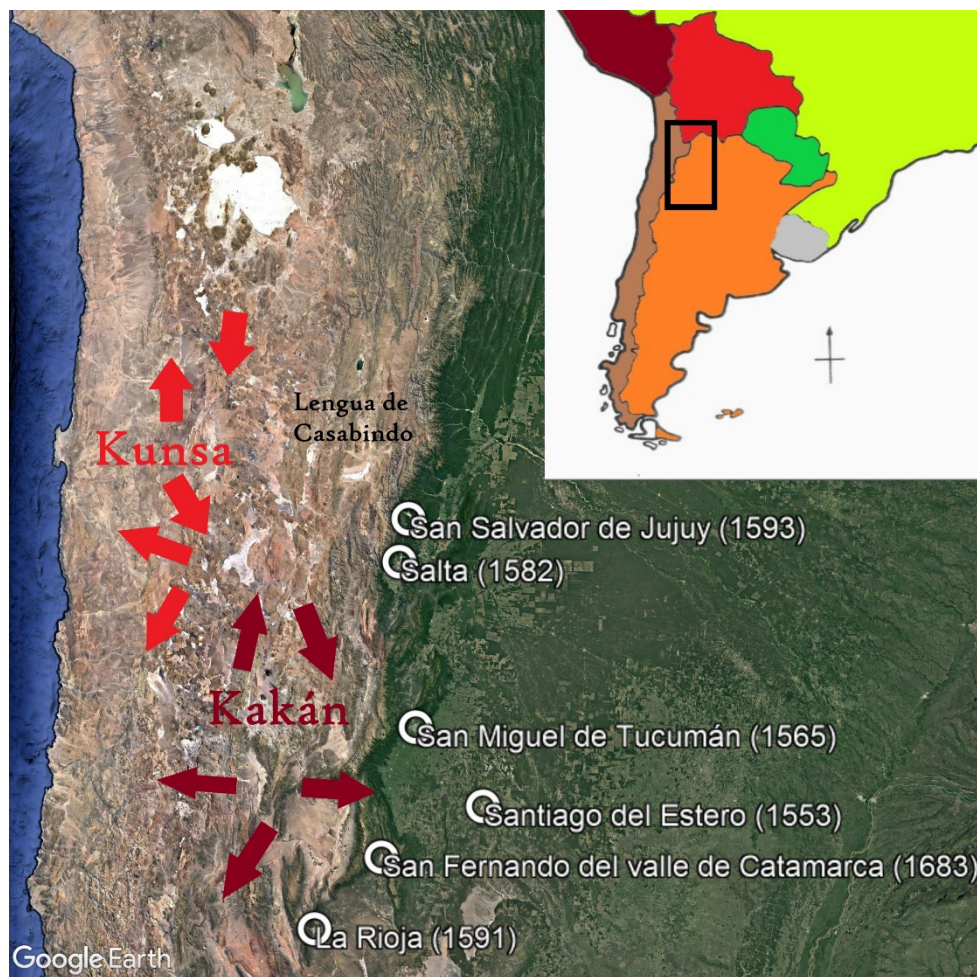 Lengua de
Casabindo
Kunsa
San Salvador de Jujuy (1593)
Salta (1582)
Kakán
San Miguel de Tucumán (1565)
Santiago del Estero (1553)
San Fernando del valle de Catamarca (1683)
La Rioja (1591)
Google Earth